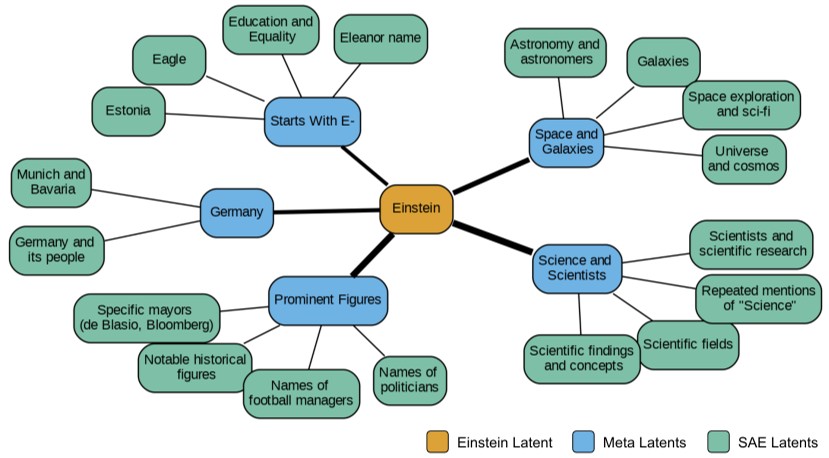 Education and
Equality
Eleanor name
Eagle
Estonia
Starts With E-
Astronomy and
astronomers
Galaxies
Space exploration
and sci-fi
Space and
Galaxies
Universe
and cosmos
Munich and
Bavaria
Germany
Einstein
Germany and
its people
Scientists and
scientific research
Science and
Scientists
Repeated mentions
of "Science"
Prominent Figures
Specific mayors
(de Blasio, Bloomberg)
Scientific fields
Scientific findings
and concepts
Notable historical
figures
Names of
football managers
Names of
politicians
Einstein Latent
Meta Latents
SAE Latents